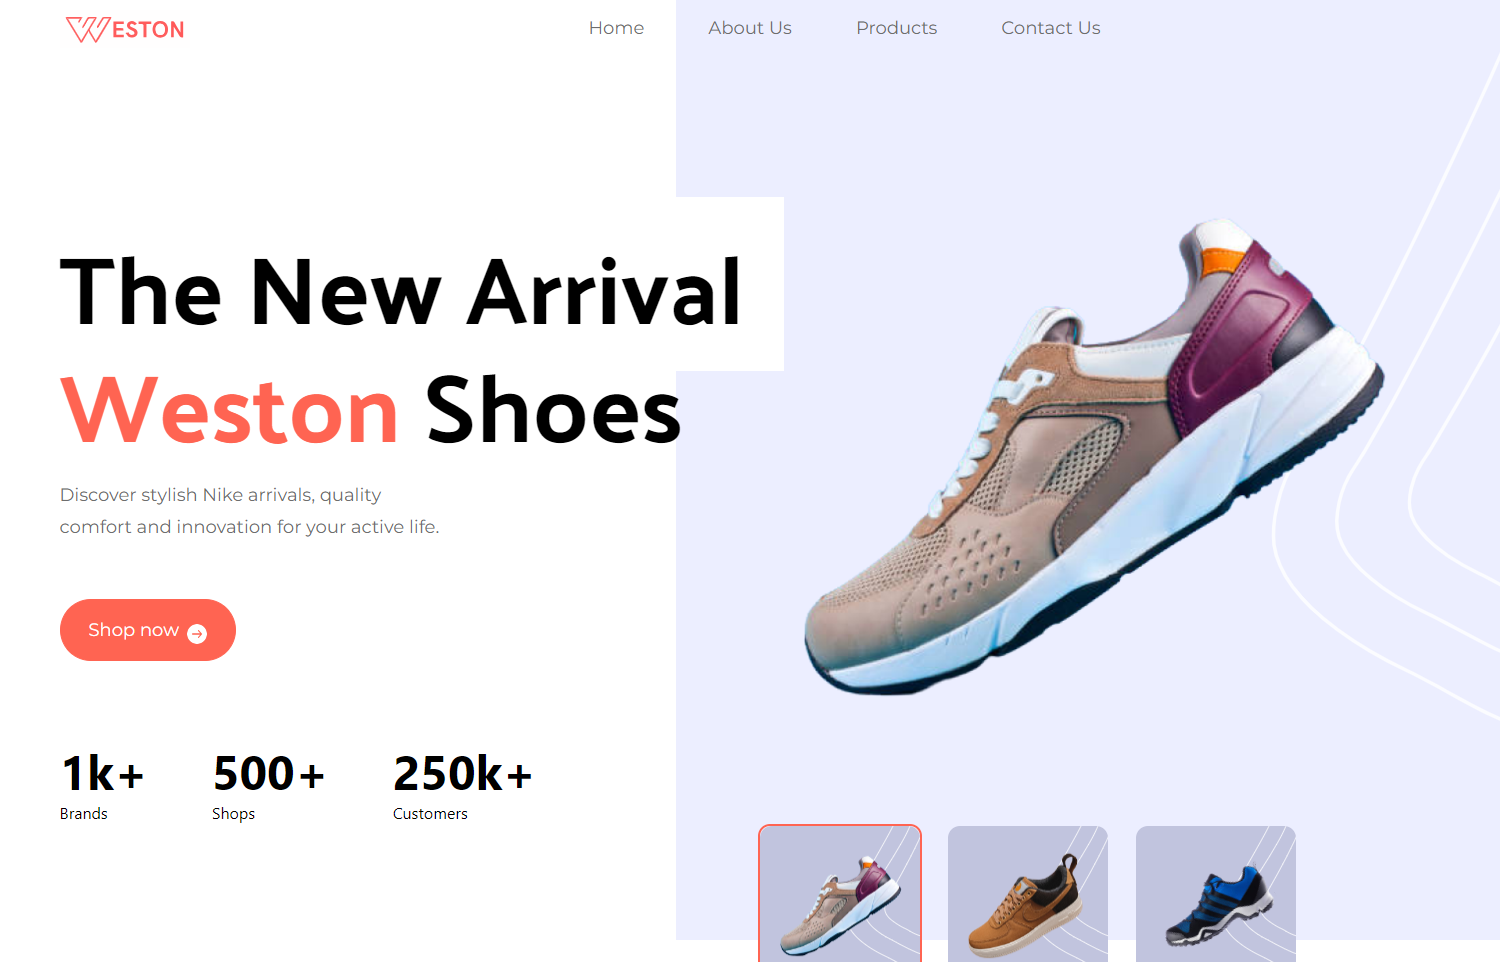 WESTON
Home About Us Products Contact Us
The New Arrival
Weston Shoes
Discover stylish Nike arrivals, quality
comfort and innovation for your active life.
Shop now
1k+ 500+ 250k+
Brands Shops Customers